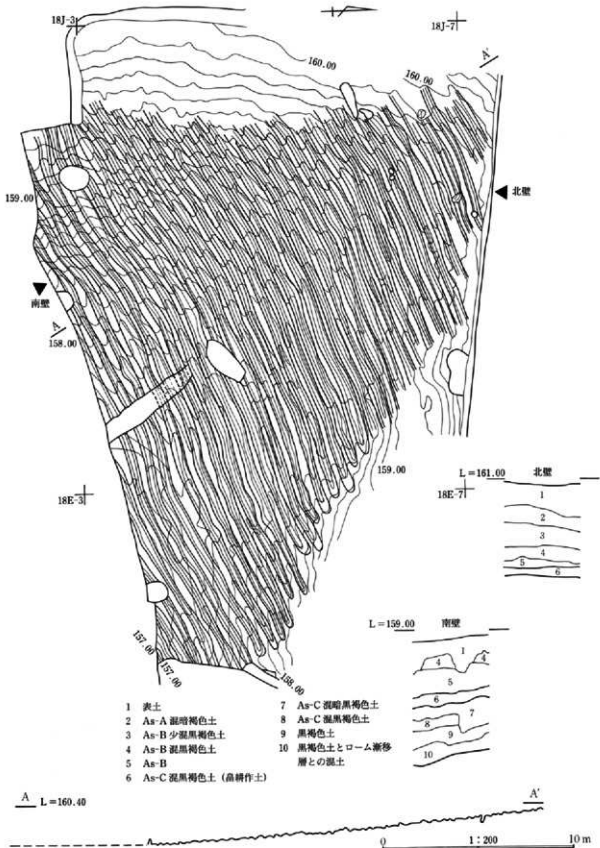 18J-3
18J-7
160.00
160.00
A'
159.00
北壁
南壁
A
158.00
159.00
18E-3
18E-7
L=161.00 北壁
1
2
3
4
5
6
L=159.00 南壁
1
4
4
5
6
7
8
9
10
157.00
157.00
158.00
1 表土
2 As-A 混暗褐色土
3 As-B 少混黒褐色土
4 As-B 混黒褐色土
5 As-B
6 As-C 混黒褐色土 (畠耕作土)
7 As-C 混暗黒褐色土
8 As-C 混黒褐色土
9 黒褐色土
10 黒褐色土とローム漸移
層との混土
A L=160.40
A'
0 1:200 10m